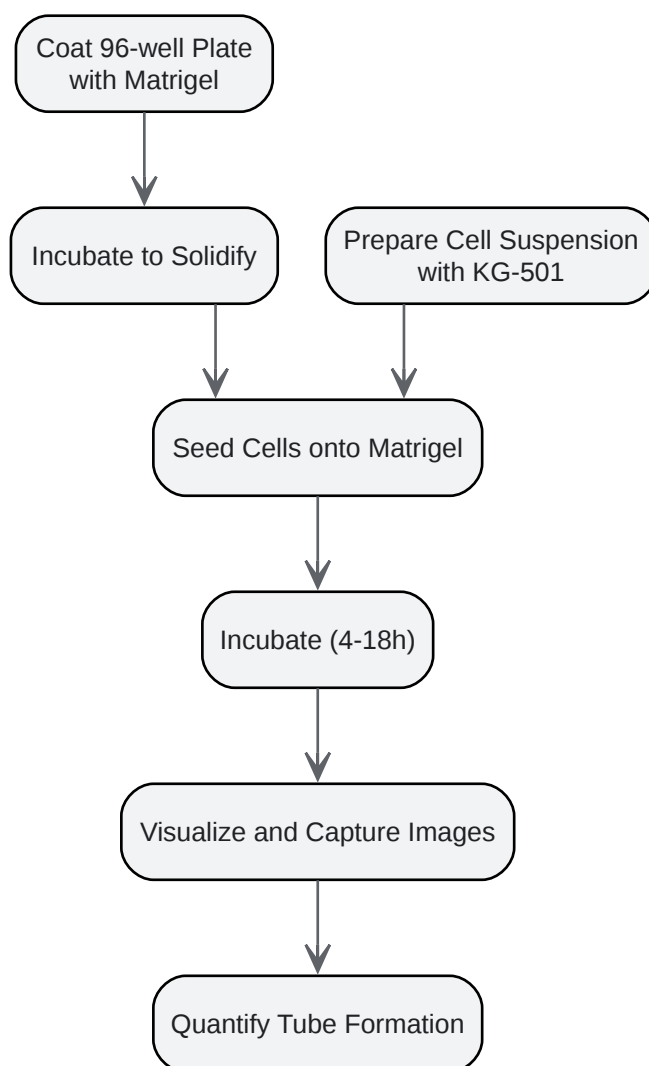 Coat 96-well Plate
with Matrigel
Incubate to Solidify
Prepare Cell Suspension
with KG-501
Seed Cells onto Matrigel
Incubate (4-18h)
Visualize and Capture Images
Quantify Tube Formation